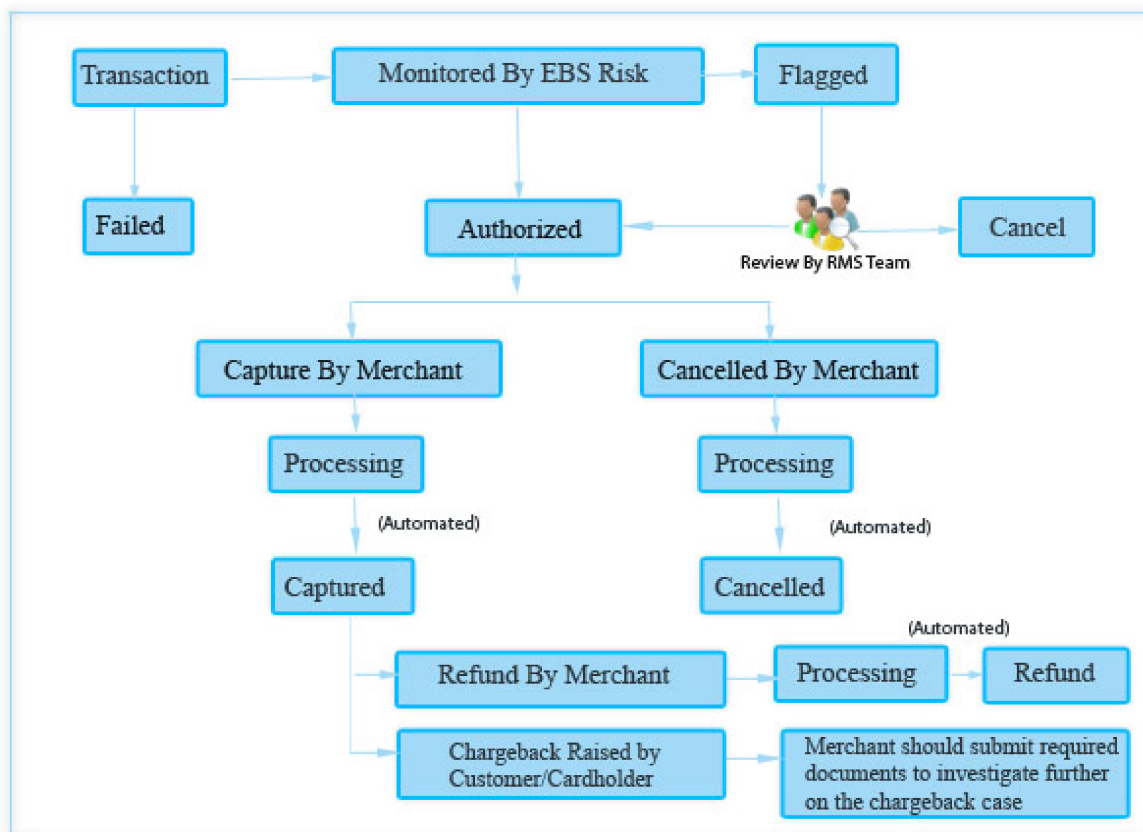 Transaction
Monitored By EBS Risk
Flagged
Failed
Authorized
Cancel
Review By RMS Team
Capture By Merchant
Cancelled By Merchant
Processing
Processing
(Automated)
(Automated)
Captured
Cancelled
(Automated)
Refund By Merchant
Processing
Refund
Chargeback Raised by
Customer/Cardholder
Merchant should submit required
documents to investigate further
on the chargeback case